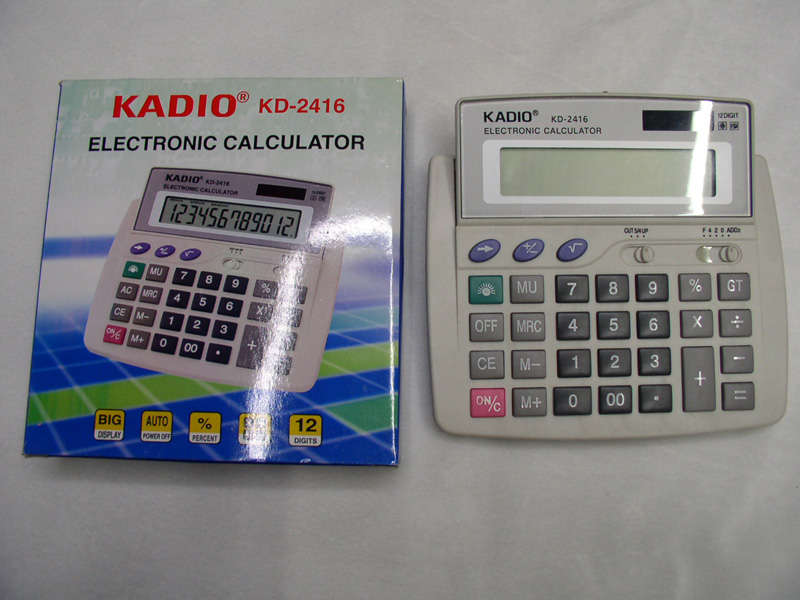 KADIO® KD-2416
ELECTRONIC CALCULATOR
KADIO® KD-2416
ELECTRONIC CALCULATOR
123456789012.
→ +/− √
MU 7 8 9 %
AC MRC 4 5 6 X
CE M− 1 2 3
ON/C M+ 0 00 • +
BIG DISPLAY
AUTO POWER OFF
% PERCENT
12 DIGITS
KADIO® KD-2416
12 DIGIT
ELECTRONIC CALCULATOR
CUT 5/4 UP
F 4 2 0 ADD2
→ +/− √
MU 7 8 9 % GT
OFF MRC 4 5 6 X ÷
CE M− 1 2 3 −
ON/C M+ 0 00 • + =